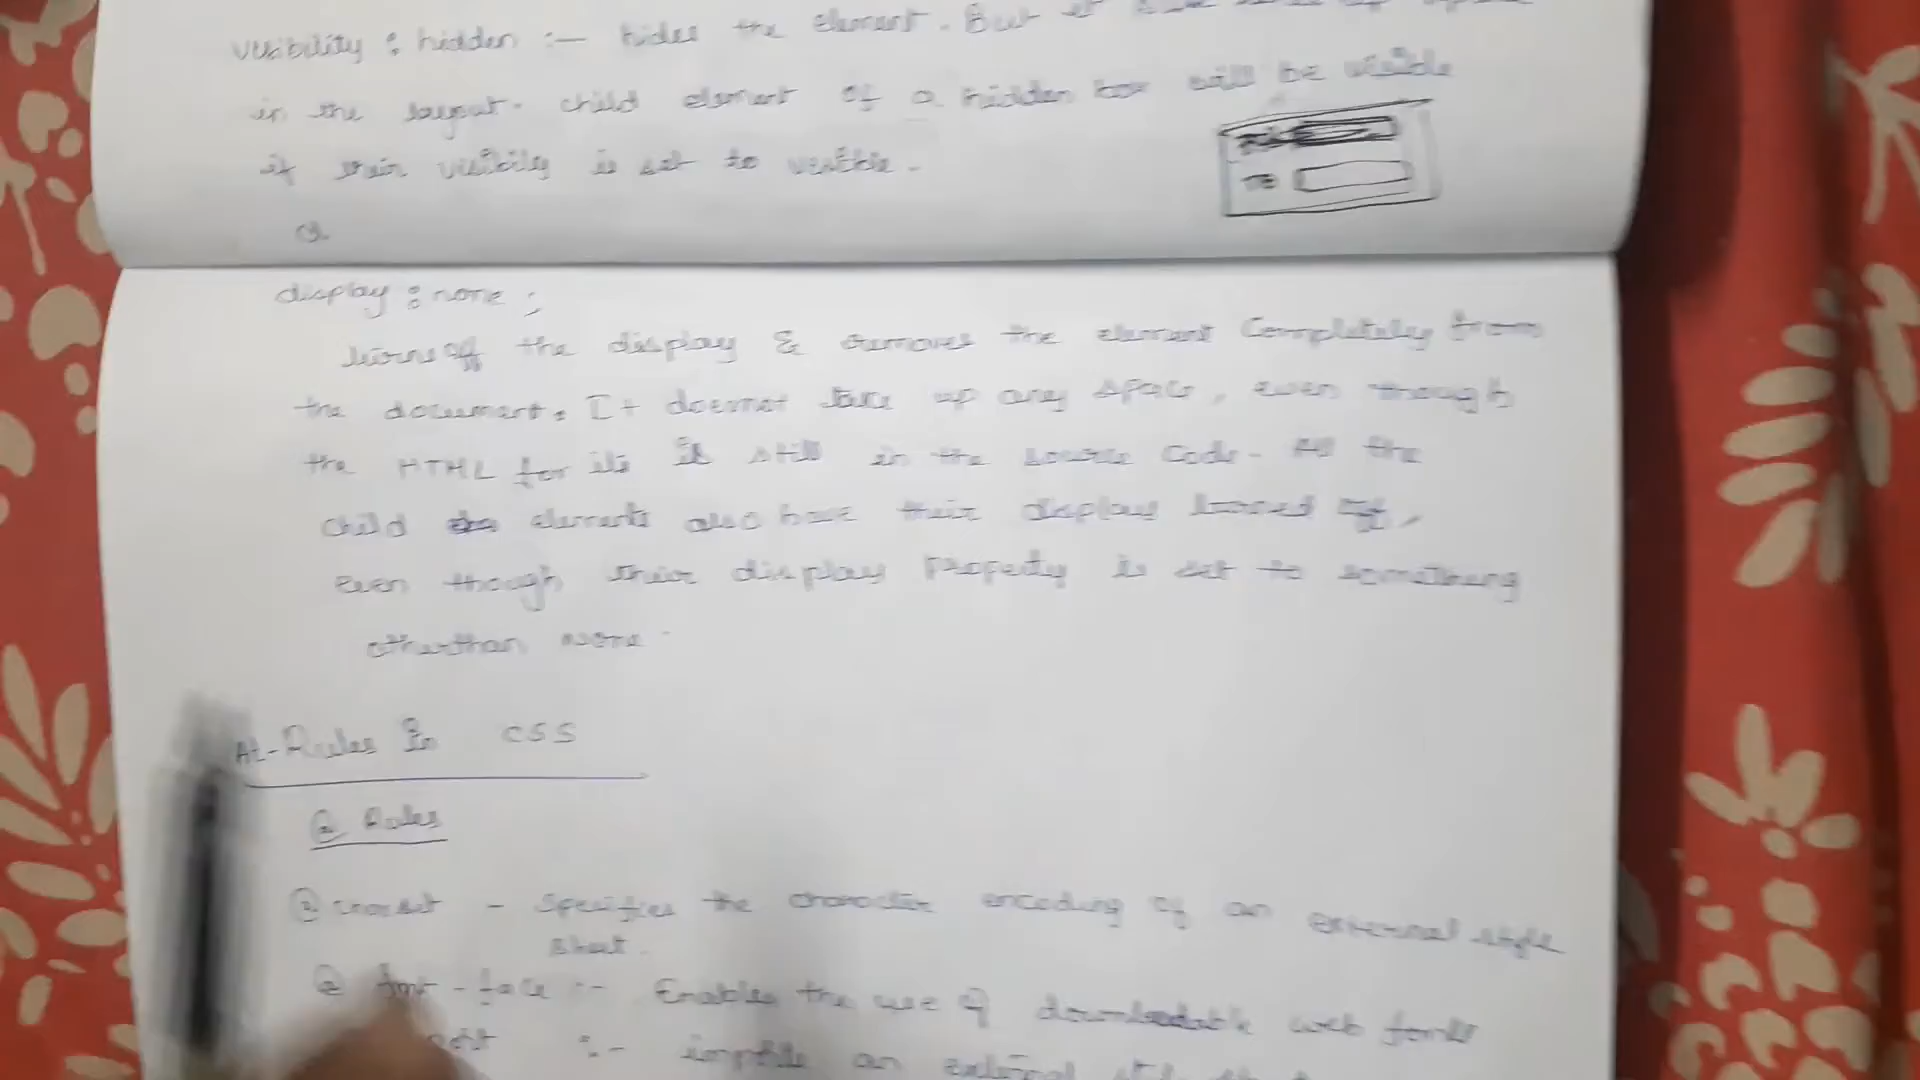 visibility : hidden :- hides the element. But it
in the layout. child element of a hidden box will be visible
if their visibility is set to visible.
display : none ;
turns off the display & removes the element Completely from
the document. It doesnot take up any space, even though
the HTML for its is still in the source Code. All the
child elements also have their displays turned off,
even though their display property is set to something
otherthan none.
At-Rules In CSS
@ Rules
@ charset - Specifies the character encoding of an external style
sheet.
@ font-face :- Enables the use of downloadable web fonts
:- an external